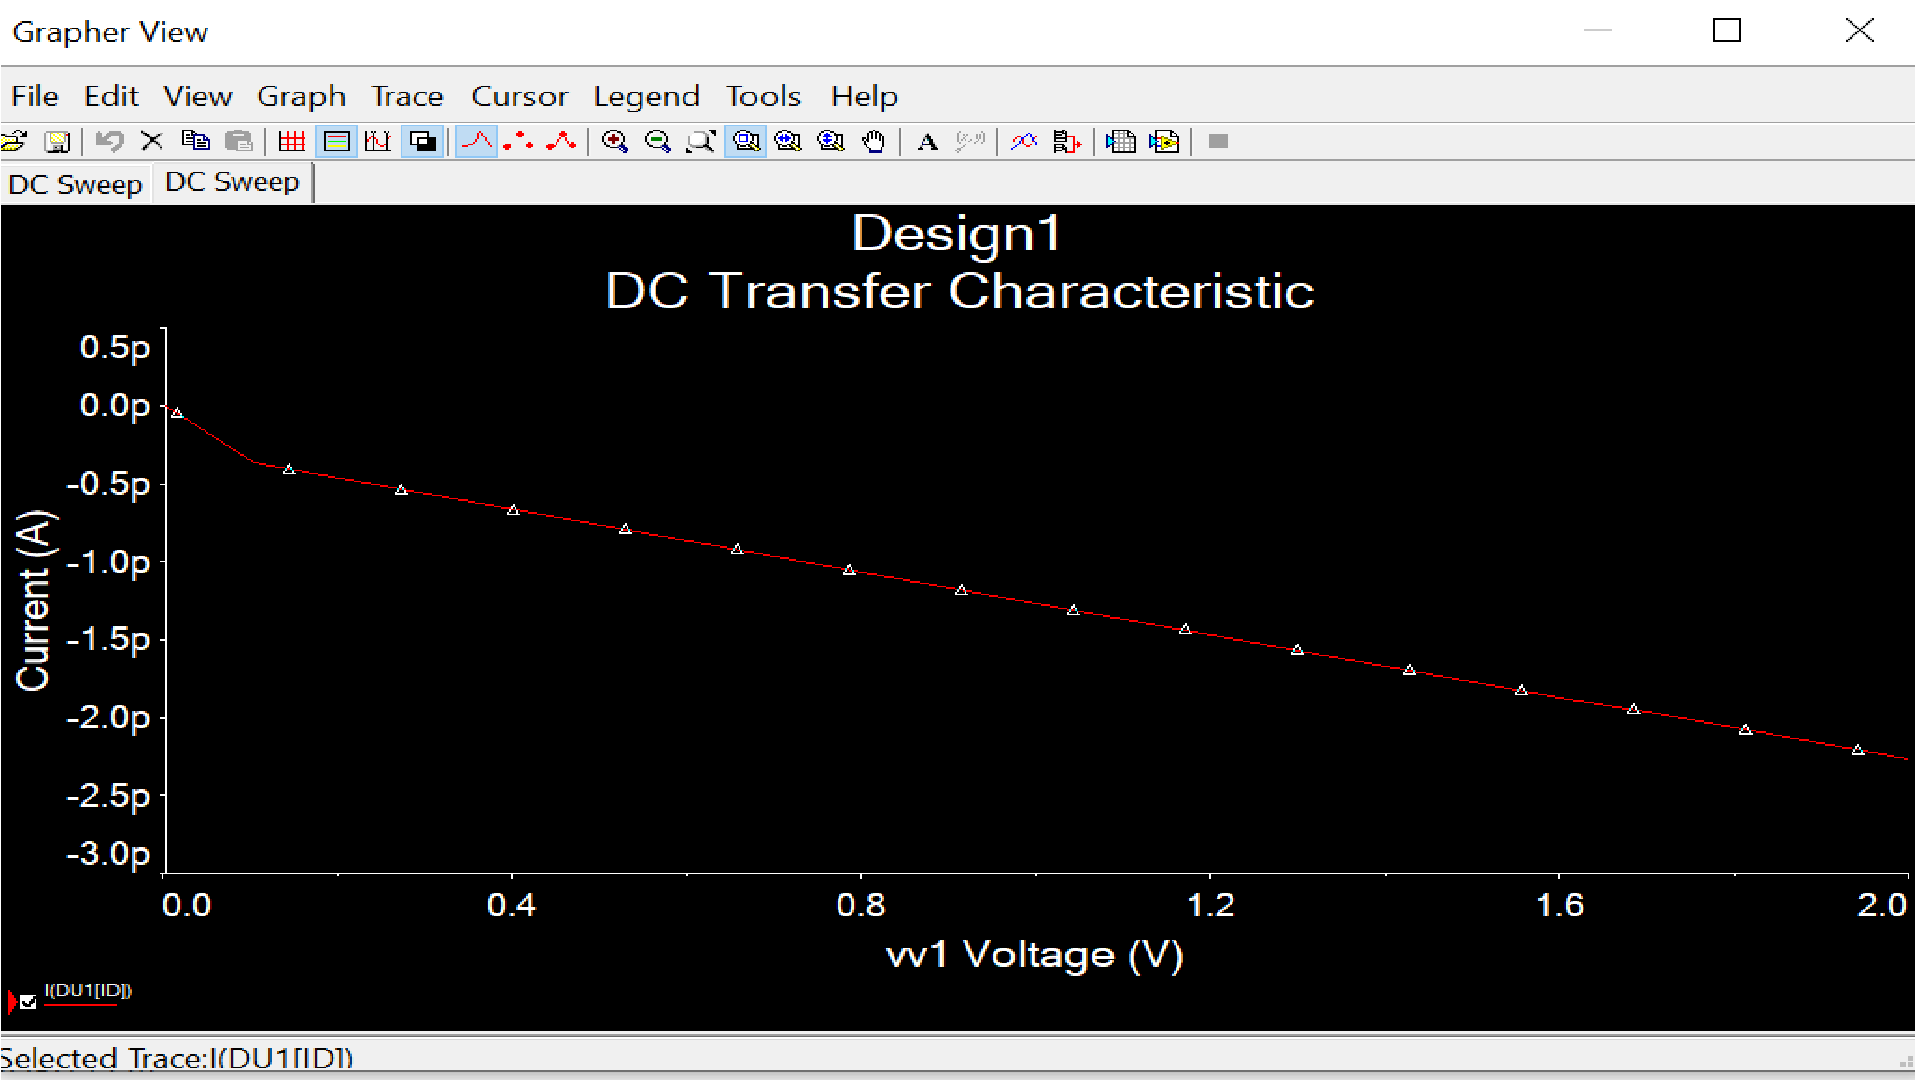 Grapher View
File Edit View Graph Trace Cursor Legend Tools Help
A
DC Sweep DC Sweep
Design1
DC Transfer Characteristic
0.5p
0.0p
-0.5p
-1.0p
-1.5p
-2.0p
-2.5p
-3.0p
Current (A)
0.0 0.4 0.8 1.2 1.6 2.0
vv1 Voltage (V)
I(DU1[ID])
Selected Trace:I(DU1[ID])